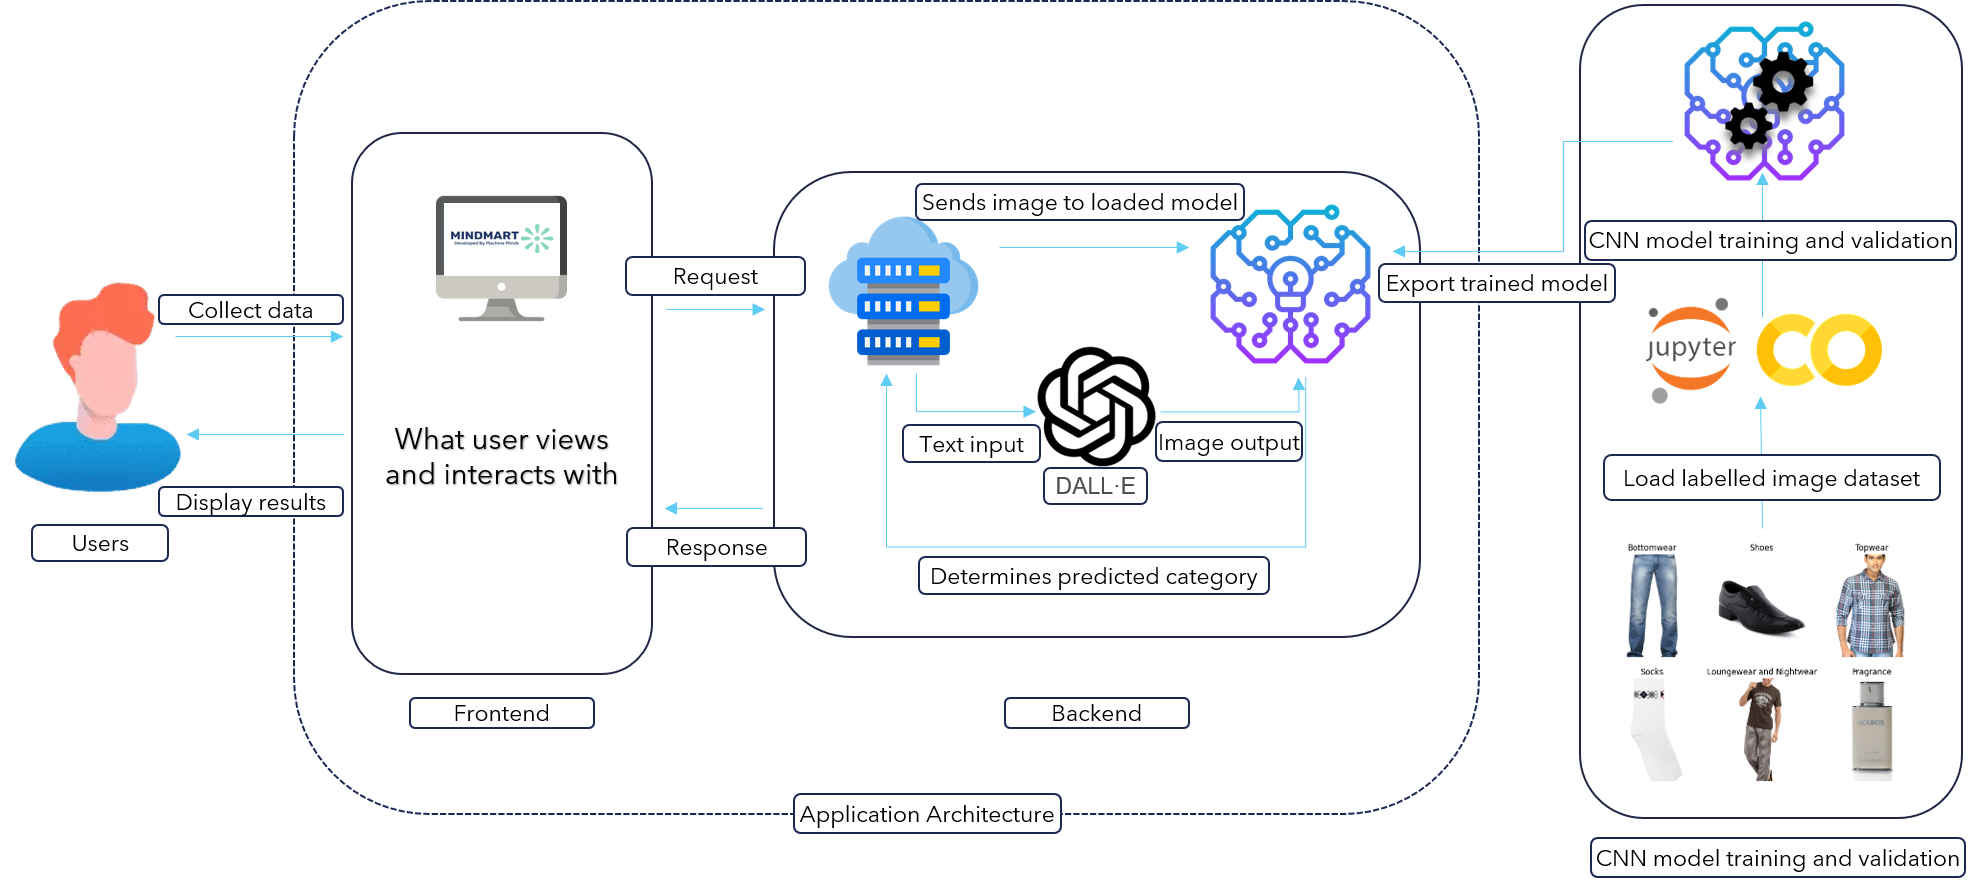 MINDMART
Developed By Machine Minds
Collect data
Display results
Users
What user views
and interacts with
Frontend
Request
Response
Sends image to loaded model
Text input
DALL·E
Image output
Determines predicted category
Backend
Application Architecture
Export trained model
CNN model training and validation
jupyter
Load labelled image dataset
Bottomwear
Shoes
Topwear
Socks
Loungewear and Nightwear
Fragrance
CNN model training and validation